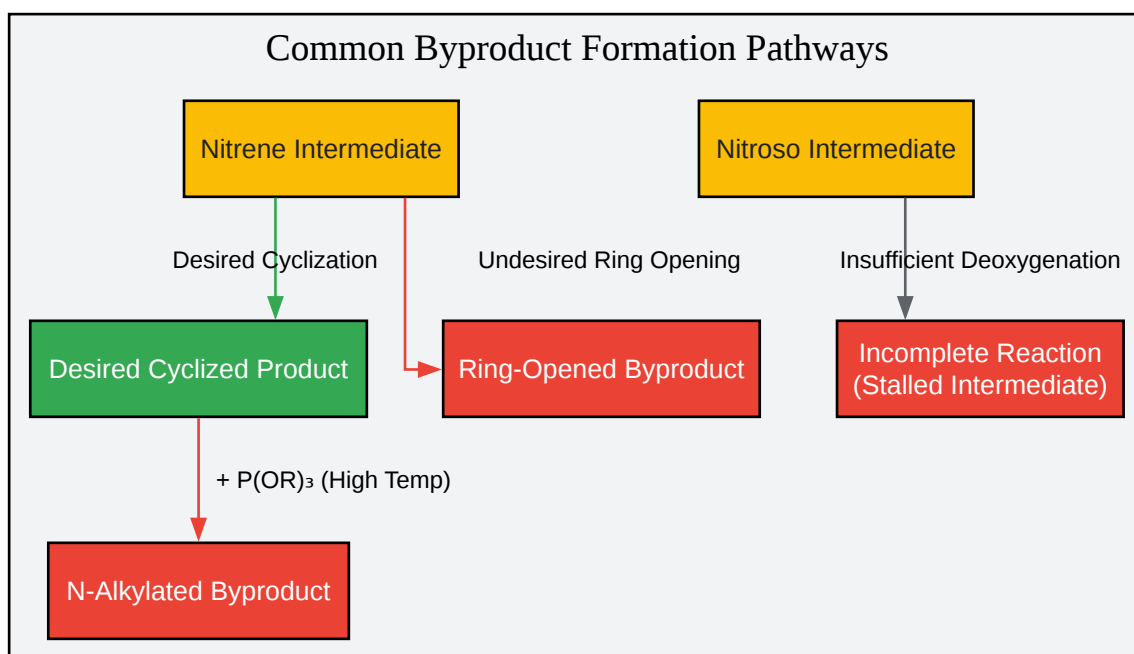 Common Byproduct Formation Pathways
Nitrene Intermediate
Nitroso Intermediate
Desired Cyclization
Undesired Ring Opening
Insufficient Deoxygenation
Desired Cyclized Product
Ring-Opened Byproduct
Incomplete Reaction
(Stalled Intermediate)
+ P(OR)₃ (High Temp)
N-Alkylated Byproduct